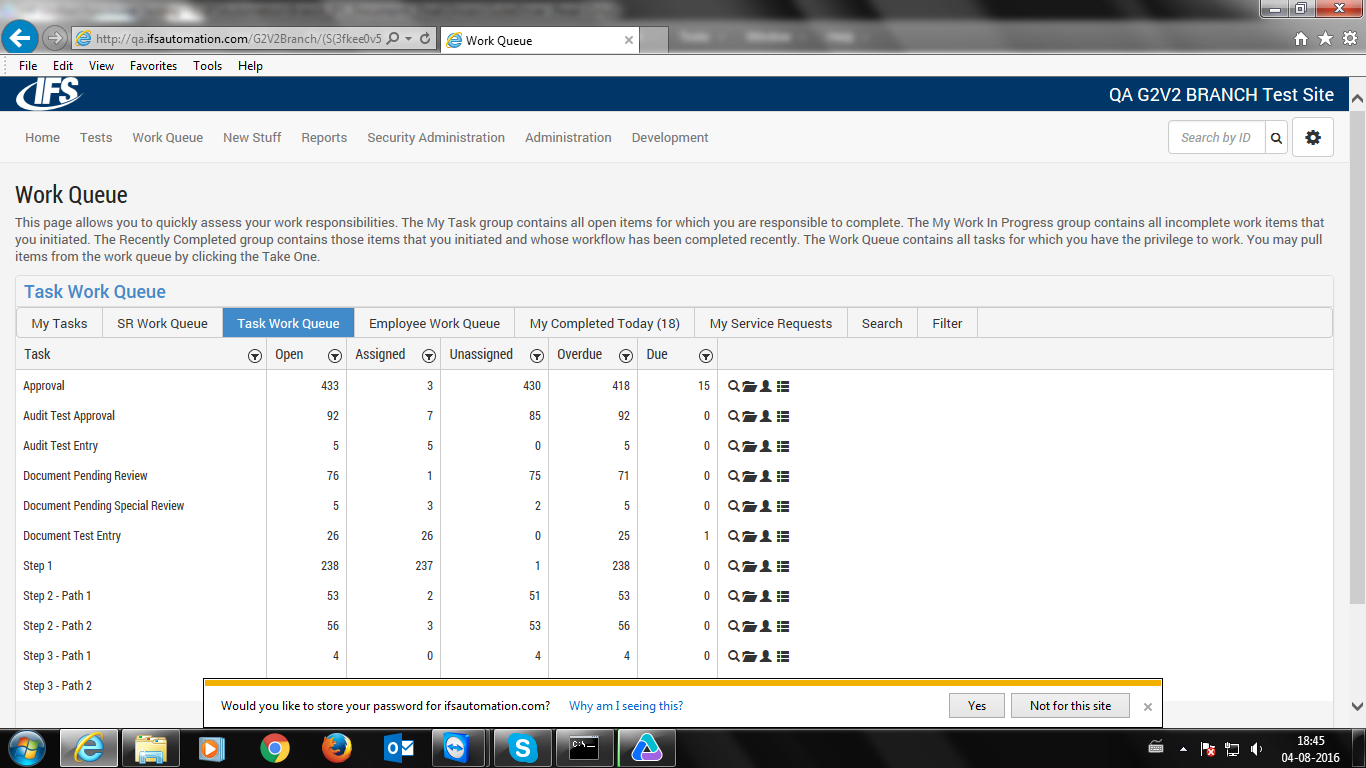 http://qa.ifsautomation.com/G2V2Branch/(S(3fkee0v5
Work Queue
File Edit View Favorites Tools Help
IFS
QA G2V2 BRANCH Test Site
Home Tests Work Queue New Stuff Reports Security Administration Administration Development
Search by ID
Work Queue
This page allows you to quickly assess your work responsibilities. The My Task group contains all open items for which you are responsible to complete. The My Work In Progress group contains all incomplete work items that
you initiated. The Recently Completed group contains those items that you initiated and whose workflow has been completed recently. The Work Queue contains all tasks for which you have the privilege to work. You may pull
items from the work queue by clicking the Take One.
Task Work Queue
My Tasks SR Work Queue Task Work Queue Employee Work Queue My Completed Today (18) My Service Requests Search Filter
Task Open Assigned Unassigned Overdue Due
Approval 433 3 430 418 15
Audit Test Approval 92 7 85 92 0
Audit Test Entry 5 5 0 5 0
Document Pending Review 76 1 75 71 0
Document Pending Special Review 5 3 2 5 0
Document Test Entry 26 26 0 25 1
Step 1 238 237 1 238 0
Step 2 - Path 1 53 2 51 53 0
Step 2 - Path 2 56 3 53 56 0
Step 3 - Path 1 4 0 4 4 0
Step 3 - Path 2
Would you like to store your password for ifsautomation.com? Why am I seeing this? Yes Not for this site
18:45
04-08-2016